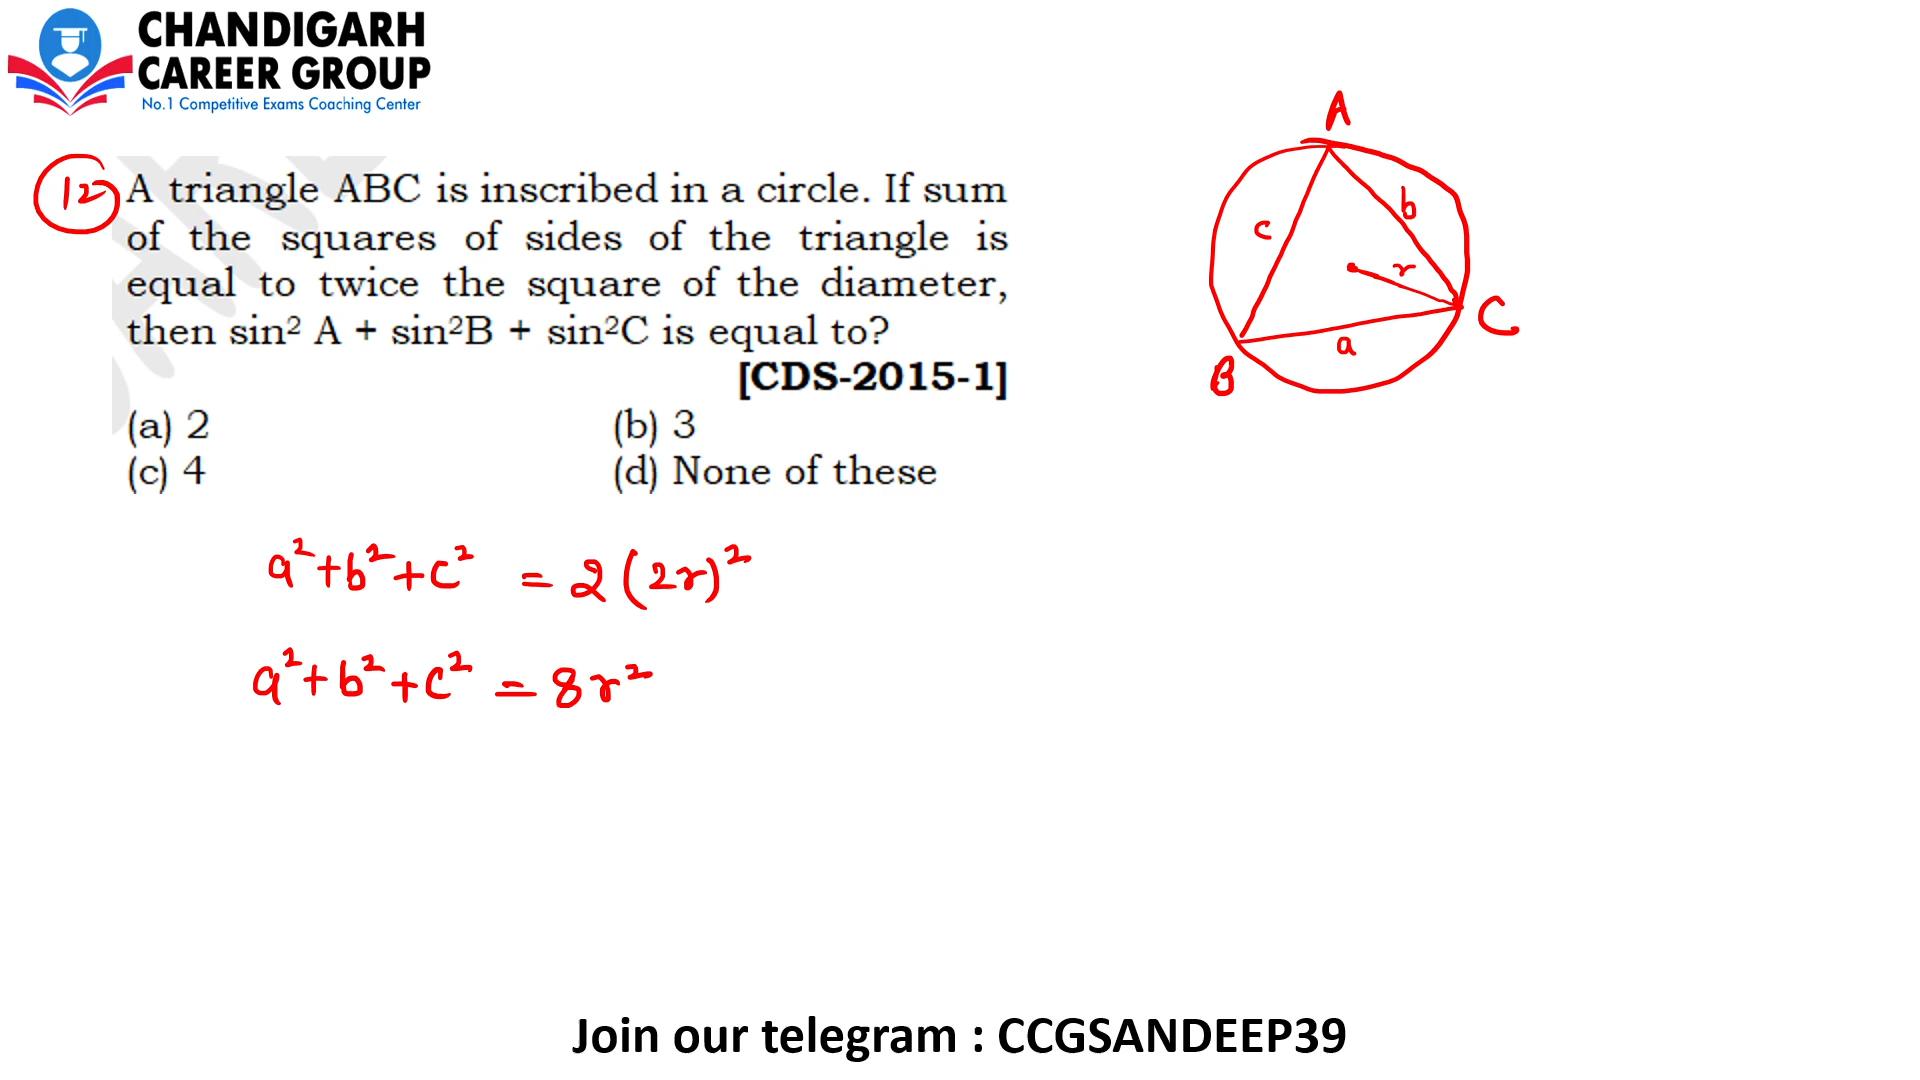 CHANDIGARH
CAREER GROUP
No.1 Competitive Exams Coaching Center
12 A triangle ABC is inscribed in a circle. If sum
of the squares of sides of the triangle is
equal to twice the square of the diameter,
then sin² A + sin²B + sin²C is equal to?
[CDS-2015-1]
(a) 2 (b) 3
(c) 4 (d) None of these
A
c b
r
C
a
B
a²+b²+c² = 2(2r)²
a²+b²+c² = 8r²
Join our telegram : CCGSANDEEP39